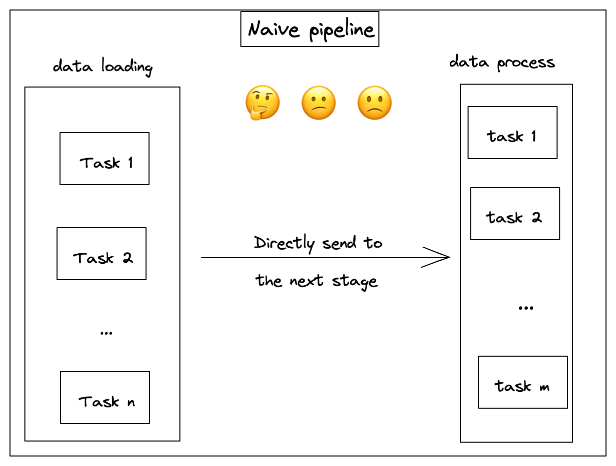 Naive pipeline
data loading
data process
Task 1
task 1
Task 2
task 2
Directly send to
the next stage
...
...
Task n
task m